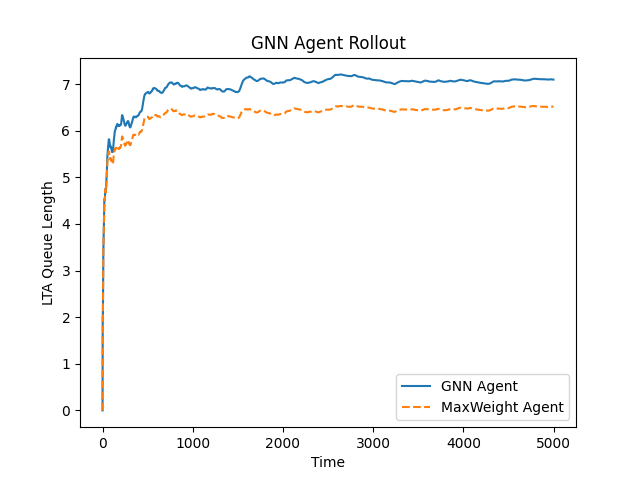 GNN Agent Rollout
LTA Queue Length
7
6
5
4
3
2
1
0
GNN Agent
MaxWeight Agent
0 1000 2000 3000 4000 5000
Time